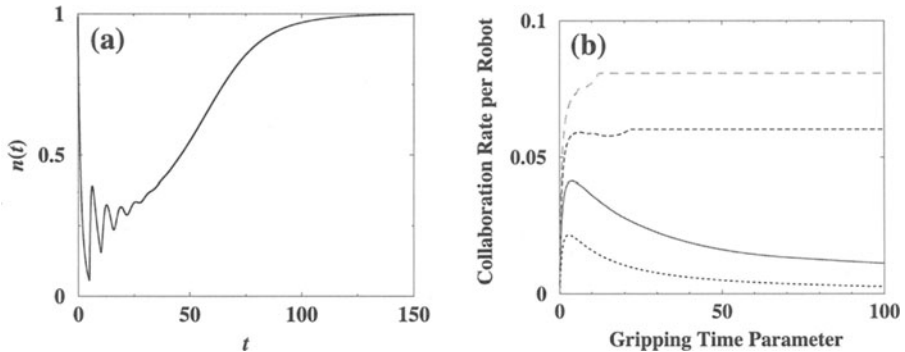 (a)
n(t)
1
0.5
0
0
50
100
150
t
(b)
Collaboration Rate per Robot
0.1
0.05
0
0
50
100
Gripping Time Parameter